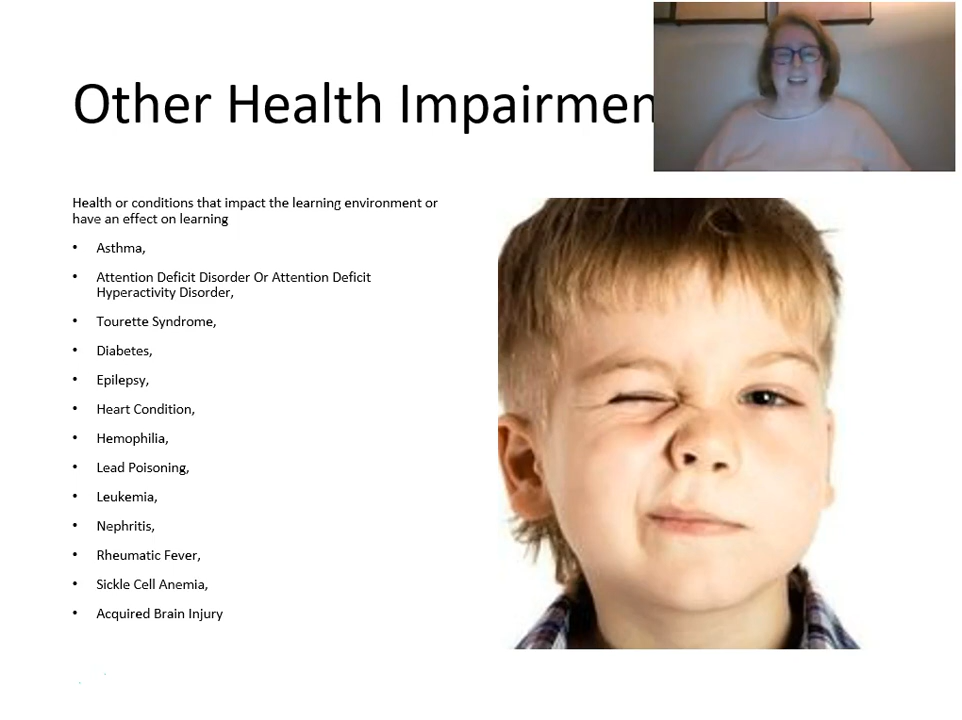 Other Health Impairmen
Health or conditions that impact the learning environment or
have an effect on learning
• Asthma,
• Attention Deficit Disorder Or Attention Deficit
Hyperactivity Disorder,
• Tourette Syndrome,
• Diabetes,
• Epilepsy,
• Heart Condition,
• Hemophilia,
• Lead Poisoning,
• Leukemia,
• Nephritis,
• Rheumatic Fever,
• Sickle Cell Anemia,
• Acquired Brain Injury